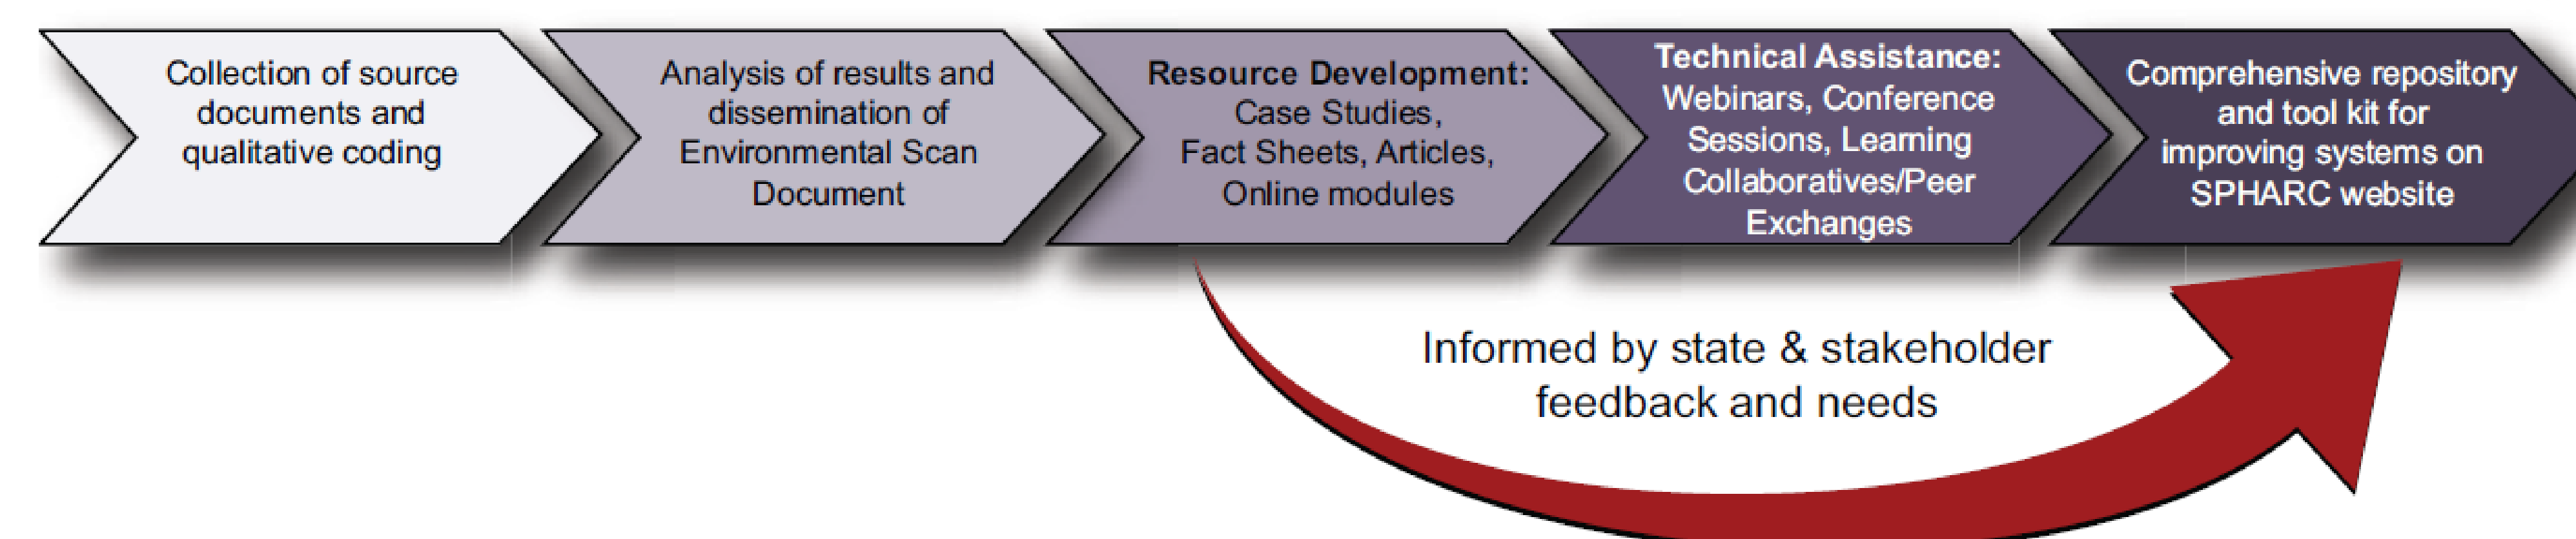 Collection of source
documents and
qualitative coding
Analysis of results and
dissemination of
Environmental Scan
Document
Resource Development:
Case Studies,
Fact Sheets, Articles,
Online modules
Technical Assistance:
Webinars, Conference
Sessions, Learning
Collaboratives/Peer
Exchanges
Comprehensive repository
and tool kit for
improving systems on
SPHARC website
Informed by state & stakeholder
feedback and needs